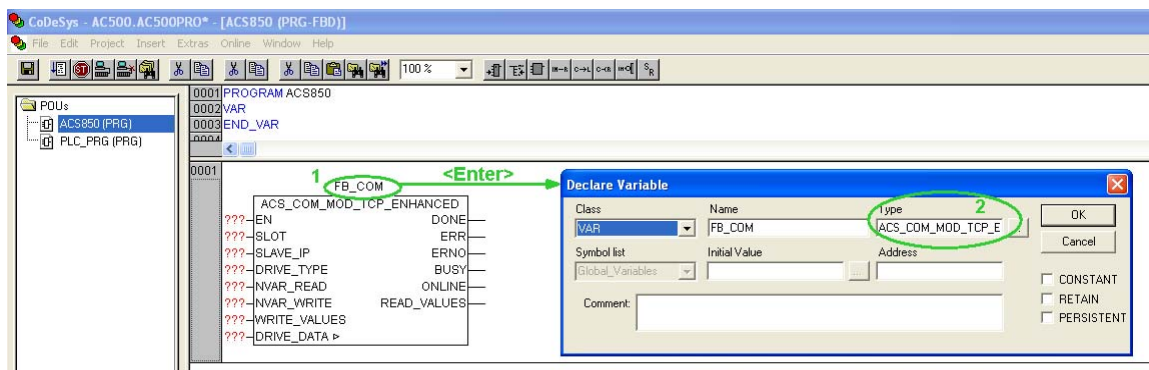 CoDeSys - AC500.AC500PRO* - [ACS850 (PRG-FBD)]
File Edit Project Insert Extras Online Window Help
100 %
POUs
ACS850 (PRG)
PLC_PRG (PRG)
0001 PROGRAM ACS850
0002 VAR
0003 END_VAR
0004
0001
1 <Enter>
FB_COM
ACS_COM_MOD_TCP_ENHANCED
??? EN DONE
??? SLOT ERR
??? SLAVE_IP ERNO
??? DRIVE_TYPE BUSY
??? NVAR_READ ONLINE
??? NVAR_WRITE READ_VALUES
??? WRITE_VALUES
??? DRIVE_DATA
Declare Variable
Class Name Type 2
VAR FB_COM ACS_COM_MOD_TCP_E ...
Symbol list Initial Value Address
Global_Variables ...
Comment:
OK
Cancel
CONSTANT
RETAIN
PERSISTENT